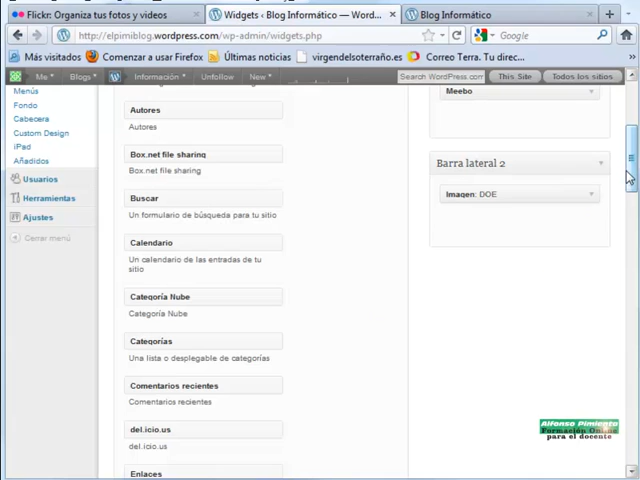 Flickr: Organiza tus fotos y videos
Widgets ‹ Blog Informático — Word...
Blog Informático
http://elpimiblog.wordpress.com/wp-admin/widgets.php
Google
Más visitados
Comenzar a usar Firefox
Últimas noticias
virgendelsoterraño.es
Correo Terra. Tu direc...
Me
Blogs
Información
Unfollow
New
Search WordPress.com
This Site
Todos los sitios
Menús
Fondo
Cabecera
Custom Design
iPad
Añadidos
Usuarios
Herramientas
Ajustes
Cerrar menú
Autores
Autores
Box.net file sharing
Box.net file sharing
Buscar
Un formulario de búsqueda para tu sitio
Calendario
Un calendario de las entradas de tu
sitio
Categoría Nube
Categoría Nube
Categorías
Una lista o desplegable de categorías
Comentarios recientes
Comentarios recientes
del.icio.us
del.icio.us
Enlaces
Meebo
Barra lateral 2
Imagen: DOE
Alfonso Pimienta
Formación Online
para el docente